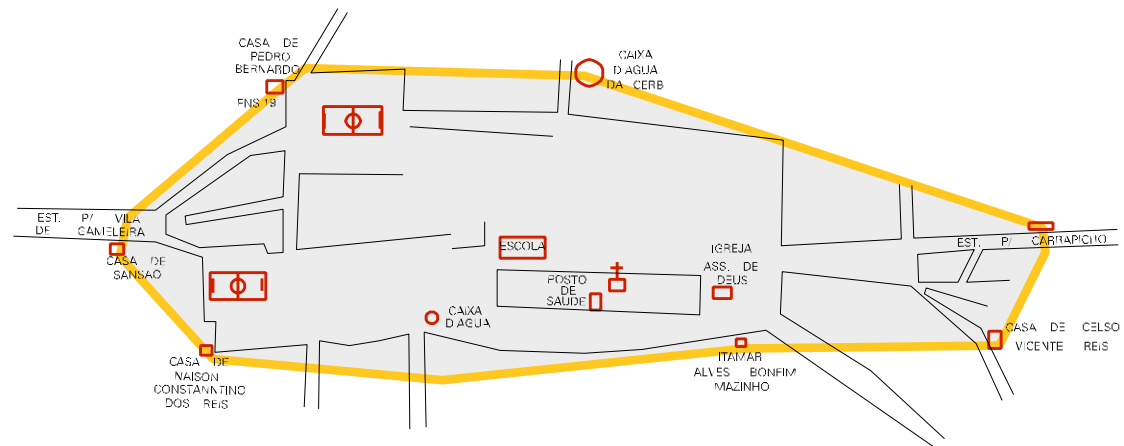 CASA DE
PEDRO
BERNARDO
FNS 19
CAIXA
D'AGUA
DA CERB
EST. P/ VILA
DE GAMELEIRA
CASA DE
SANSAO
ESCOLA
IGREJA
ASS. DE
DEUS
EST. P/ CARRAPICHO
POSTO
DE
SAUDE
CAIXA
D'AGUA
CASA DE CELSO
VICENTE REIS
CASA DE
NAISON
CONSTANNTINO
DOS REIS
ITAMAR
ALVES BONFIM
MAZINHO